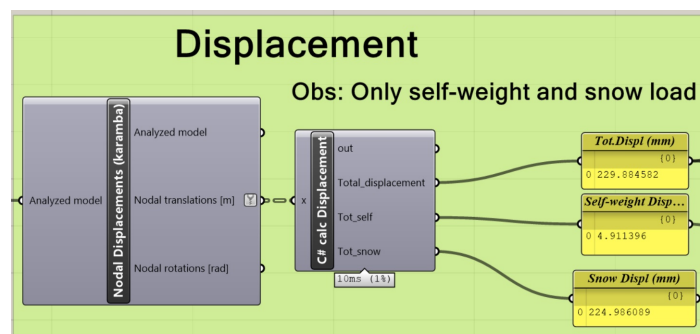 Displacement
Obs: Only self-weight and snow load
Nodal Displacements (karamba)
Analyzed model
Analyzed model
Nodal translations [m]
Nodal rotations [rad]
x
C# calc Displacement
out
Total_displacement
Tot_self
Tot_snow
10ms (1%)
Tot.Displ (mm)
{0}
0 229.884582
Self-weight Disp...
{0}
0 4.911396
Snow Displ (mm)
{0}
0 224.986089